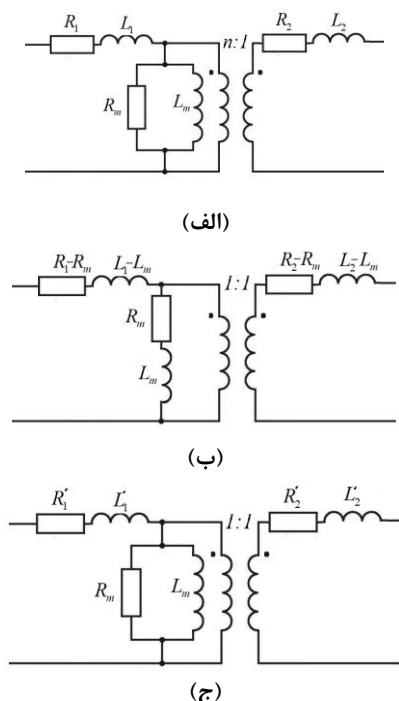 R₁ L₁ n:1 R₂ L₂
Rₘ Lₘ
(الف)
R₁-Rₘ L₁-Lₘ 1:1 R₂-Rₘ L₂-Lₘ
Rₘ
Lₘ
(ب)
R′₁ L′₁ 1:1 R′₂ L′₂
Rₘ Lₘ
(ج)